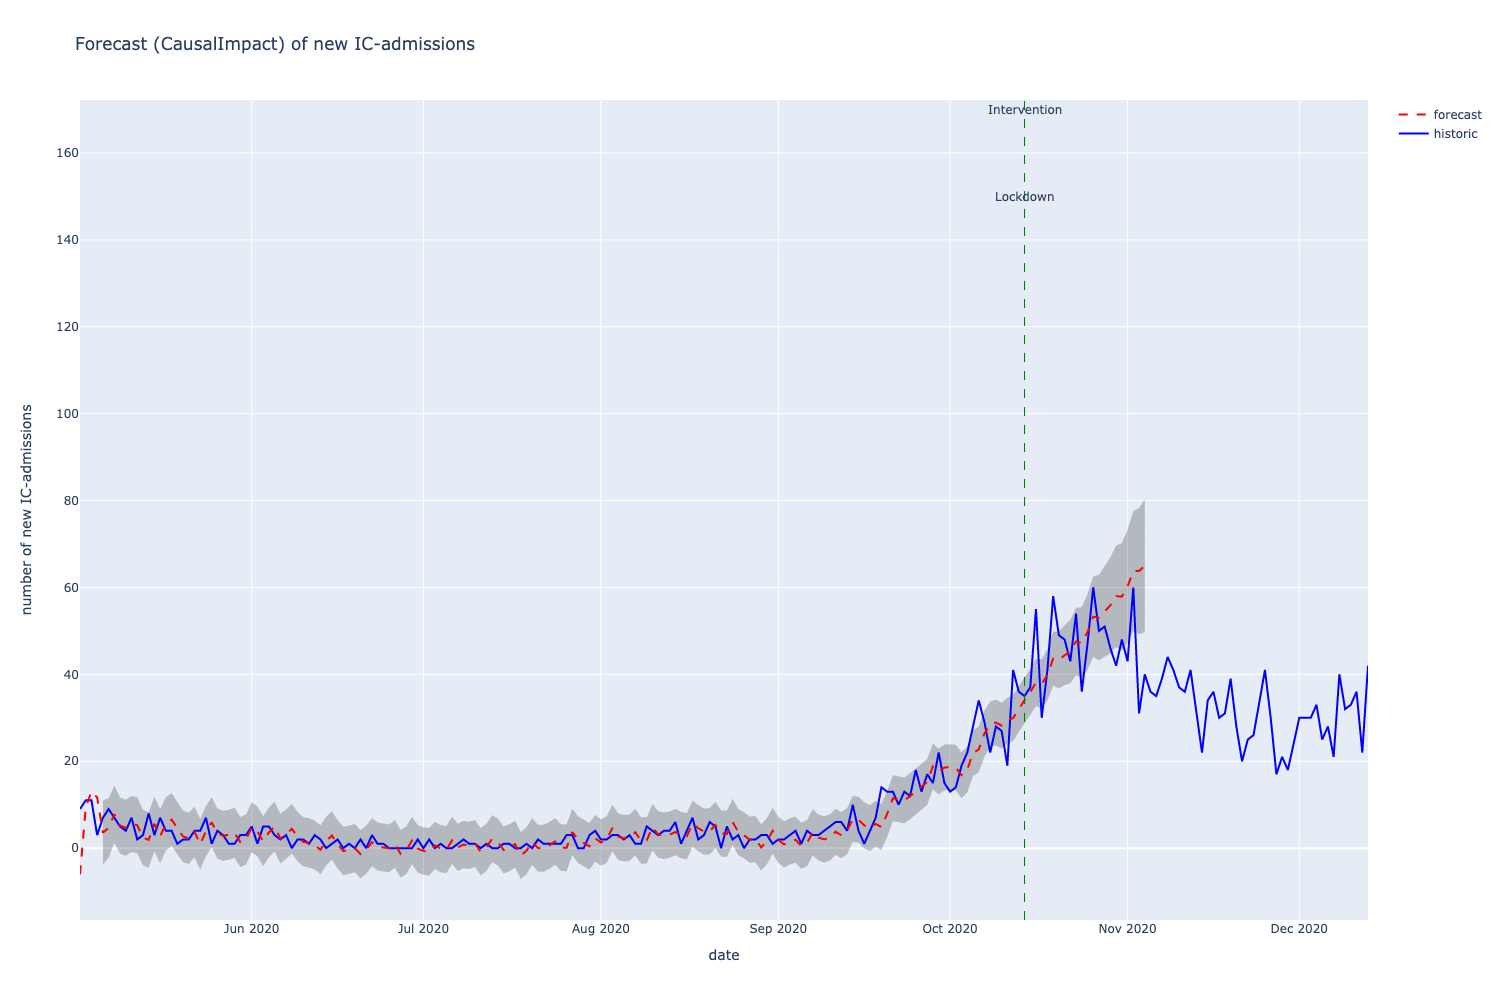 Forecast (CausalImpact) of new IC-admissions
forecast
historic
Intervention
Lockdown
160
140
120
100
80
60
40
20
0
number of new IC-admissions
Jun 2020
Jul 2020
Aug 2020
Sep 2020
Oct 2020
Nov 2020
Dec 2020
date